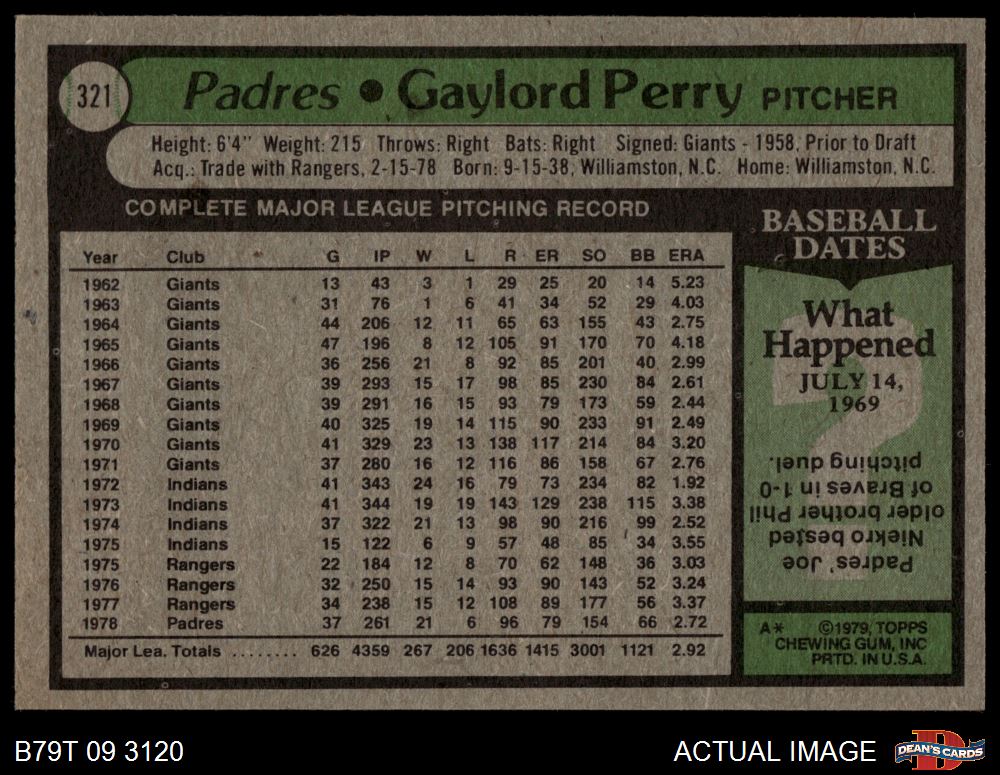 321
Padres • Gaylord Perry PITCHER
Height: 6'4" Weight: 215 Throws: Right Bats: Right Signed: Giants - 1958, Prior to Draft
Acq.: Trade with Rangers, 2-15-78 Born: 9-15-38, Williamston, N.C. Home: Williamston, N.C.
COMPLETE MAJOR LEAGUE PITCHING RECORD
Year Club G IP W L R ER SO BB ERA
1962 Giants 13 43 3 1 29 25 20 14 5.23
1963 Giants 31 76 1 6 41 34 52 29 4.03
1964 Giants 44 206 12 11 65 63 155 43 2.75
1965 Giants 47 196 8 12 105 91 170 70 4.18
1966 Giants 36 256 21 8 92 85 201 40 2.99
1967 Giants 39 293 15 17 98 85 230 84 2.61
1968 Giants 39 291 16 15 93 79 173 59 2.44
1969 Giants 40 325 19 14 115 90 233 91 2.49
1970 Giants 41 329 23 13 138 117 214 84 3.20
1971 Giants 37 280 16 12 116 86 158 67 2.76
1972 Indians 41 343 24 16 79 73 234 82 1.92
1973 Indians 41 344 19 19 143 129 238 115 3.38
1974 Indians 37 322 21 13 98 90 216 99 2.52
1975 Indians 15 122 6 9 57 48 85 34 3.55
1975 Rangers 22 184 12 8 70 62 148 36 3.03
1976 Rangers 32 250 15 14 93 90 143 52 3.24
1977 Rangers 34 238 15 12 108 89 177 56 3.37
1978 Padres 37 261 21 6 96 79 154 66 2.72
Major Lea. Totals ........ 626 4359 267 206 1636 1415 3001 1121 2.92
BASEBALL
DATES
What
Happened
JULY 14,
1969
Padres' Joe
Niekro bested
older brother Phil
of Braves in 1-0
pitching duel.
A* ©1979, TOPPS
CHEWING GUM, INC
PRTD. IN U.S.A.
B79T 09 3120
ACTUAL IMAGE
D
DEAN'S CARDS